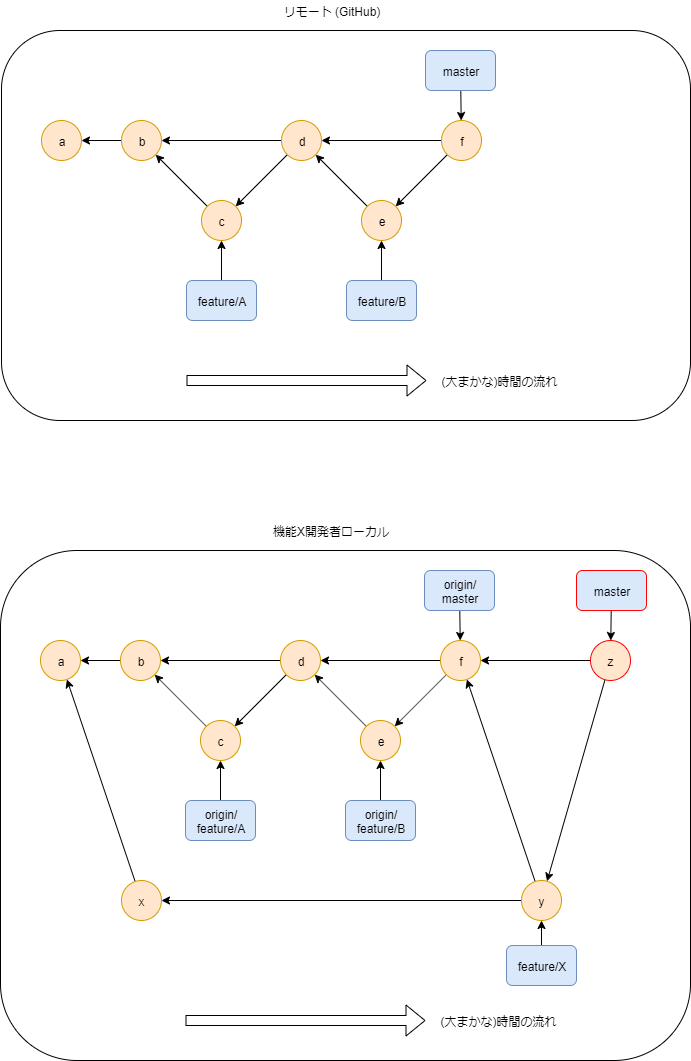 リモート (GitHub)
master
a
b
d
f
c
e
feature/A
feature/B
(大まかな)時間の流れ
機能X開発者ローカル
origin/
master
master
a
b
d
f
z
c
e
origin/
feature/A
origin/
feature/B
x
y
feature/X
(大まかな)時間の流れ